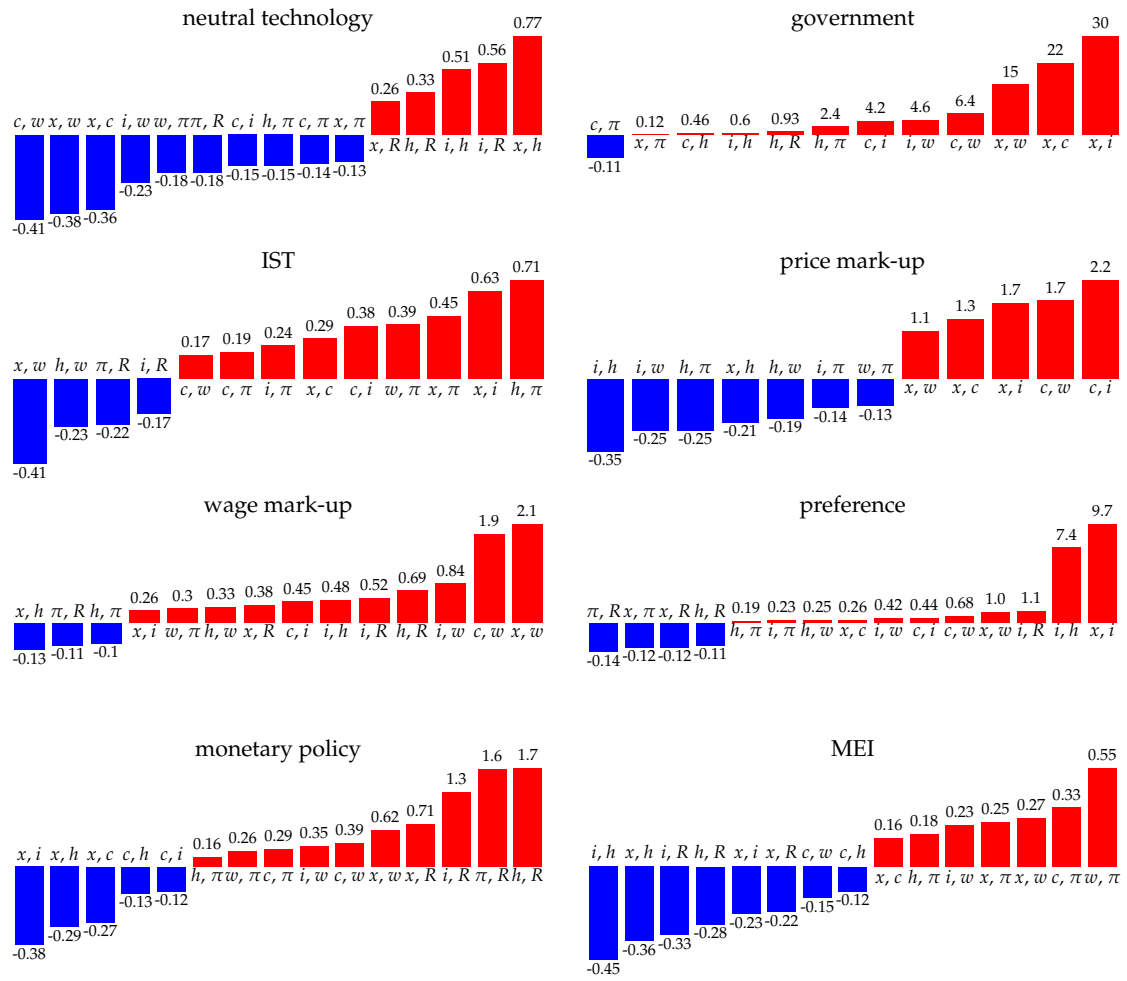 neutral technology
0.77
0.56
0.51
0.33
0.26
c, w x, w x, c i, w w, π π, R c, i h, π c, π x, π
x, R h, R i, h i, R x, h
-0.41 -0.38 -0.36 -0.23 -0.18 -0.18 -0.15 -0.15 -0.14 -0.13
government
30
22
15
c, π 0.12 0.46 0.6 0.93 2.4 4.2 4.6 6.4
x, π c, h i, h h, R h, π c, i i, w c, w x, w x, c x, i
-0.11
IST
0.17 0.19 0.24 0.29 0.38 0.39 0.45 0.63 0.71
x, w h, w π, R i, R
c, w c, π i, π x, c c, i w, π x, π x, i h, π
-0.41 -0.23 -0.22 -0.17
price mark-up
1.1 1.3 1.7 1.7 2.2
i, h i, w h, π x, h h, w i, π w, π
x, w x, c x, i c, w c, i
-0.35 -0.25 -0.25 -0.21 -0.19 -0.14 -0.13
wage mark-up
0.26 0.3 0.33 0.38 0.45 0.48 0.52 0.69 0.84 1.9 2.1
x, h π, R h, π
x, i w, π h, w x, R c, i i, h i, R h, R i, w c, w x, w
-0.13 -0.11 -0.1
preference
0.19 0.23 0.25 0.26 0.42 0.44 0.68 1.0 1.1 7.4 9.7
π, R x, π x, R h, R
h, π i, π h, w x, c i, w c, i c, w x, w i, R i, h x, i
-0.14 -0.12 -0.12 -0.11
monetary policy
0.16 0.26 0.29 0.35 0.39 0.62 0.71 1.3 1.6 1.7
x, i x, h x, c c, h c, i
h, π w, π c, π i, w c, w x, w x, R i, R π, R h, R
-0.38 -0.29 -0.27 -0.13 -0.12
MEI
0.16 0.18 0.23 0.25 0.27 0.33 0.55
i, h x, h i, R h, R x, i x, R c, w c, h
x, c h, π i, w x, π x, w c, π w, π
-0.45 -0.36 -0.33 -0.28 -0.23 -0.22 -0.15 -0.12